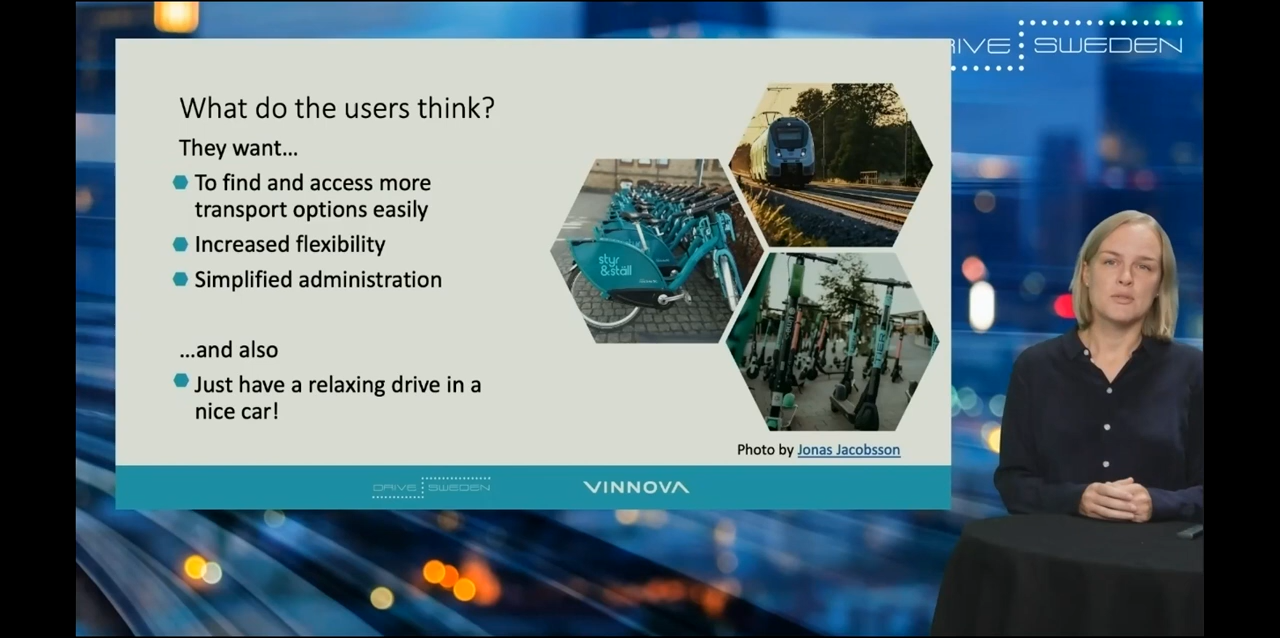 RIVE SWEDEN
What do the users think?
They want...
To find and access more
transport options easily
Increased flexibility
Simplified administration
...and also
Just have a relaxing drive in a
nice car!
styr
&ställ
Photo by Jonas Jacobsson
DRIVE SWEDEN
VINNOVA